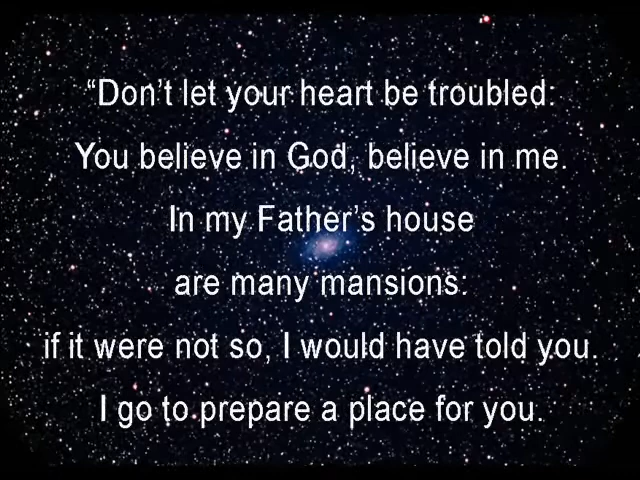 “Don’t let your heart be troubled:
You believe in God, believe in me.
In my Father’s house
are many mansions:
if it were not so, I would have told you.
I go to prepare a place for you.